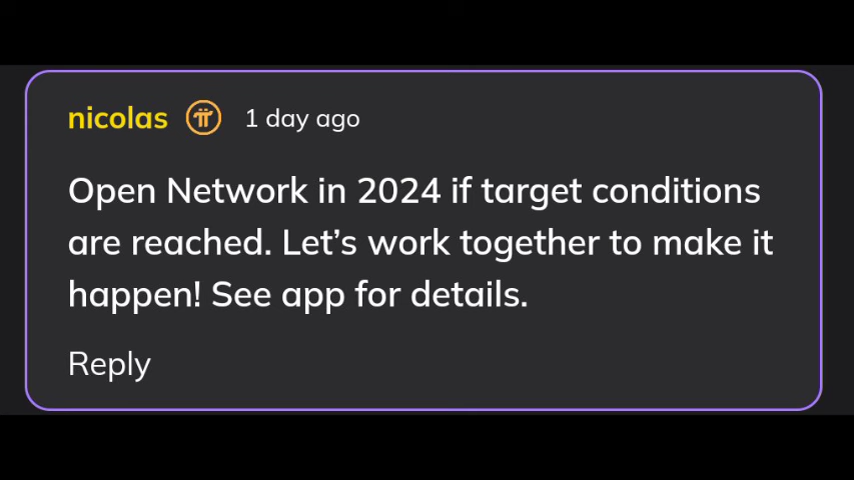 nicolas 1 day ago
Open Network in 2024 if target conditions
are reached. Let’s work together to make it
happen! See app for details.
Reply